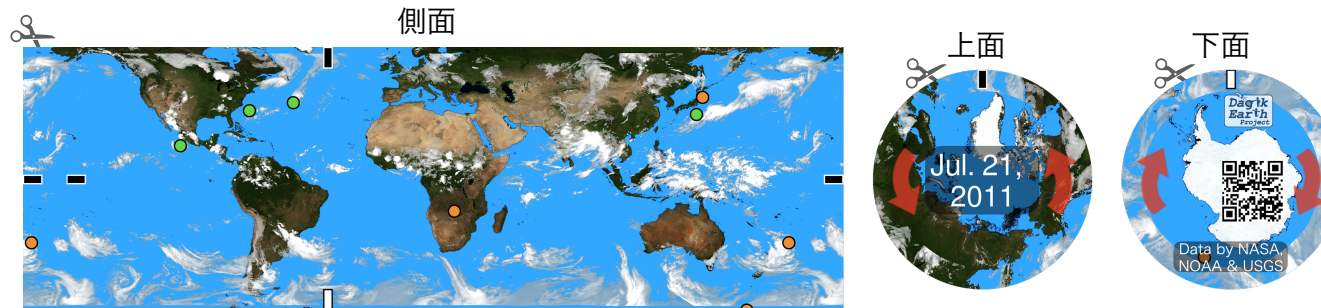 側面
上面
下面
Jul. 21,
2011
Dagik
Earth
Project
Data by NASA,
NOAA & USGS